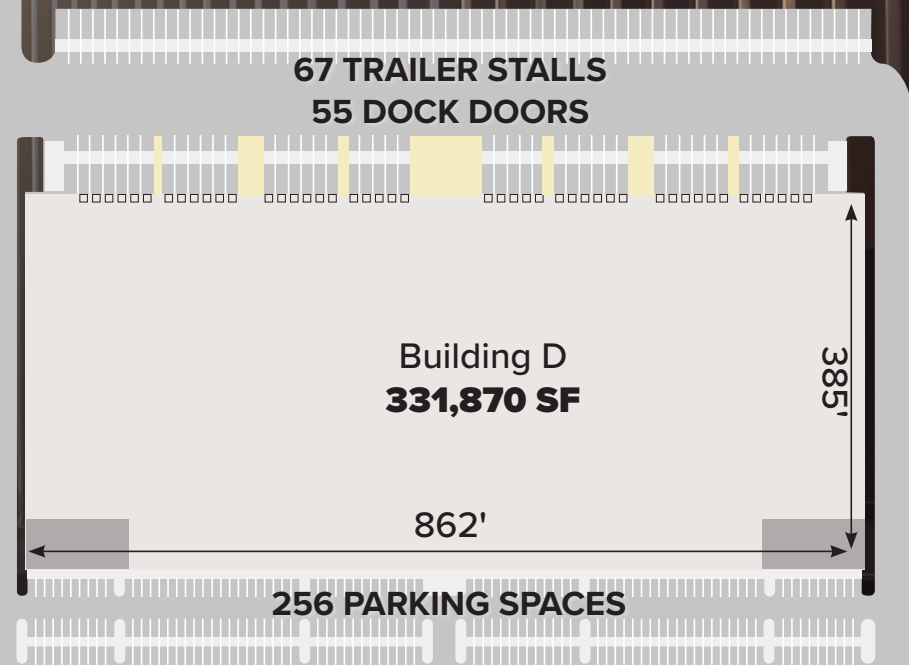 67 TRAILER STALLS
55 DOCK DOORS
Building D
331,870 SF
385'
862'
256 PARKING SPACES